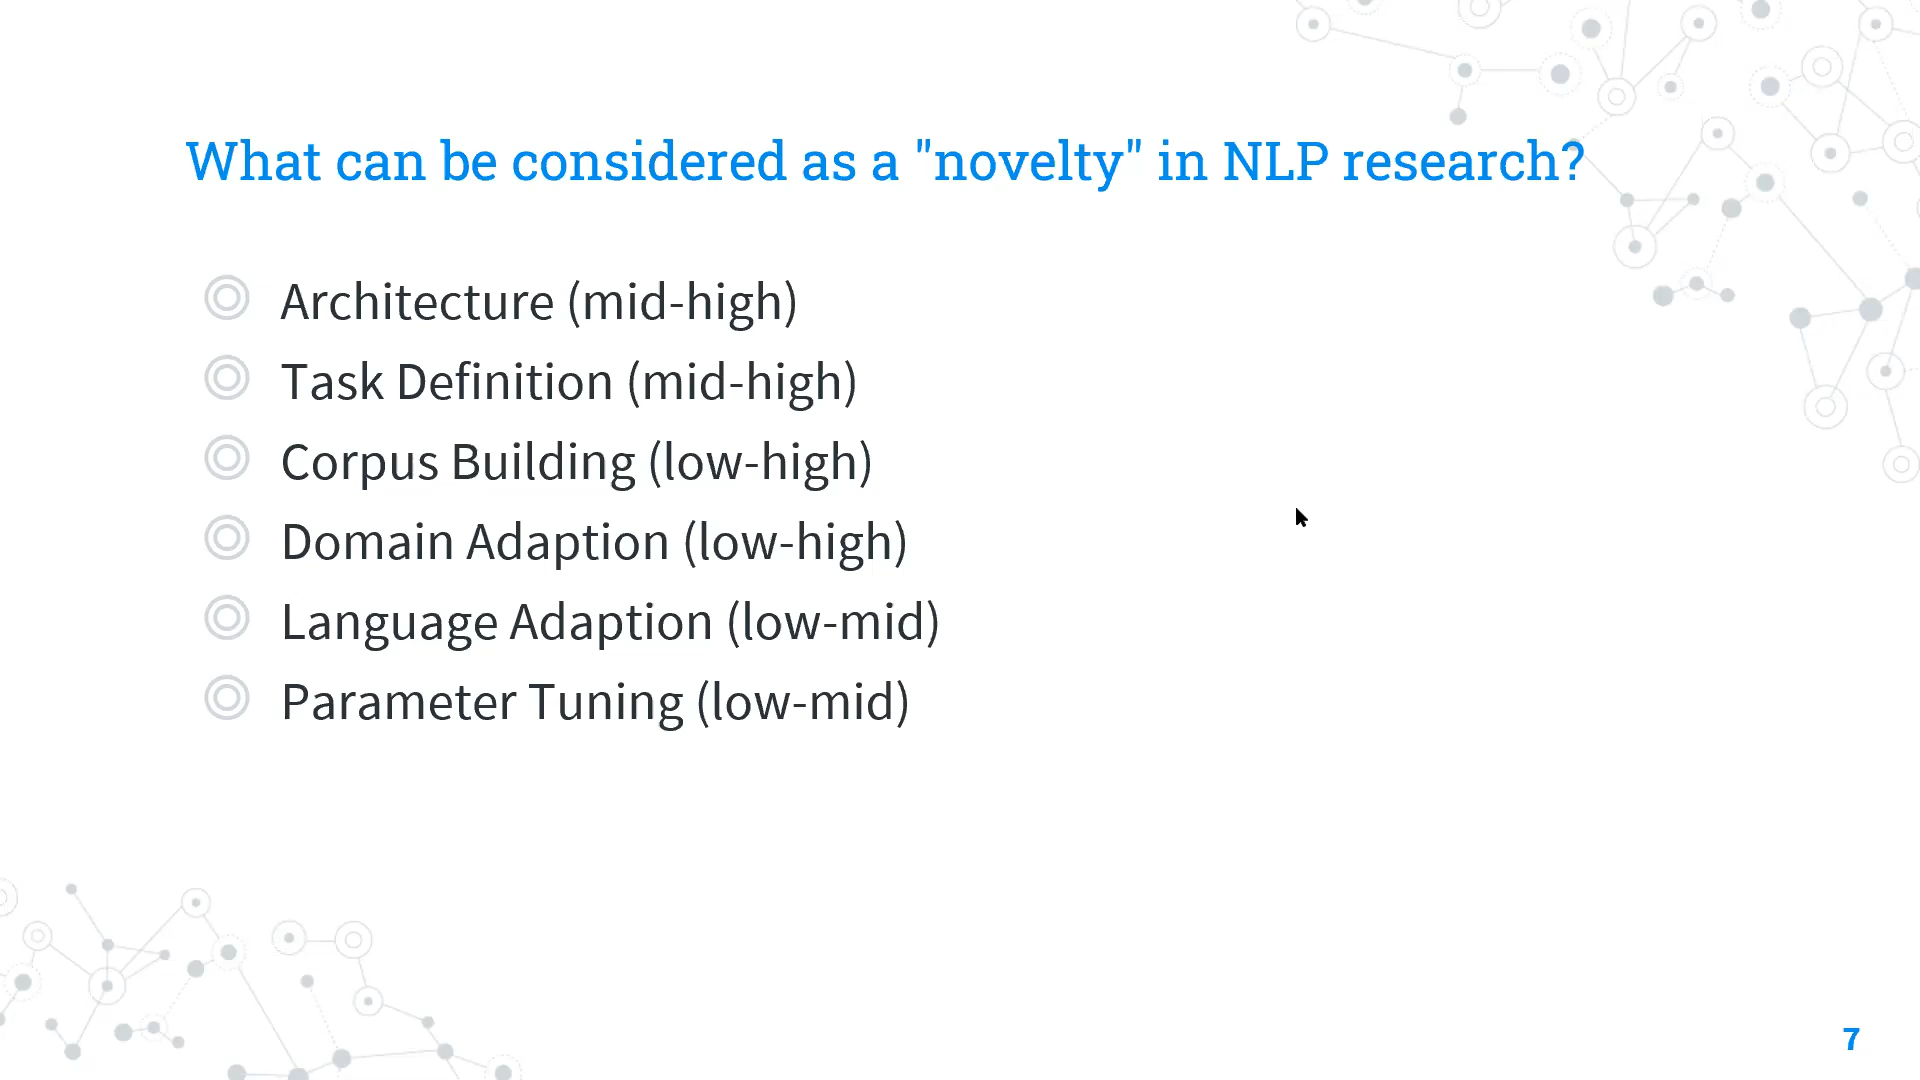 What can be considered as a "novelty" in NLP research?
Architecture (mid-high)
Task Definition (mid-high)
Corpus Building (low-high)
Domain Adaption (low-high)
Language Adaption (low-mid)
Parameter Tuning (low-mid)
7